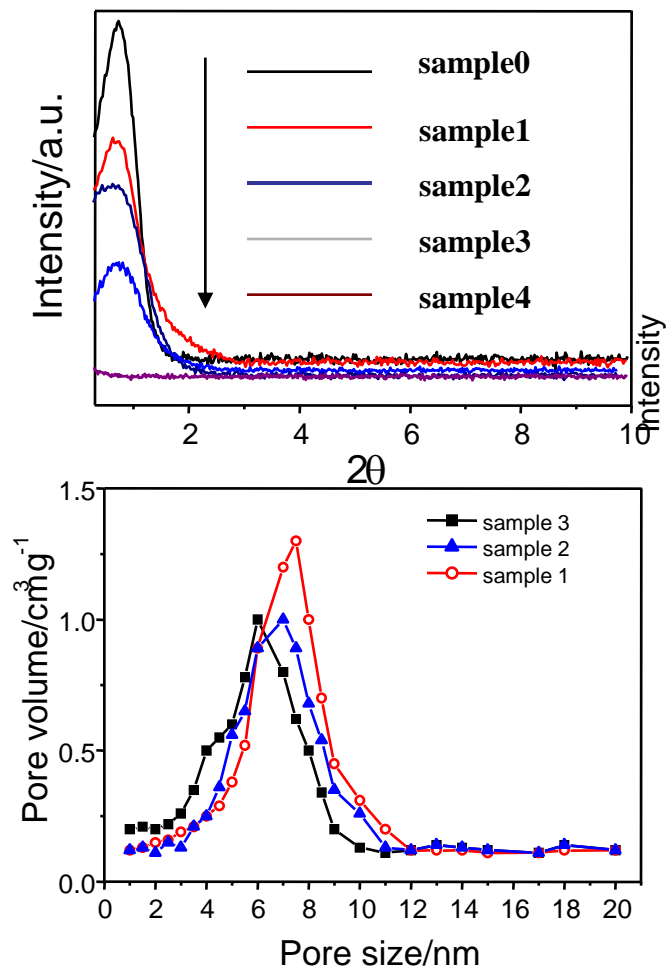 Intensity/a.u.
sample0
sample1
sample2
sample3
sample4
Intensity
2 4 6 8 10
2θ
1.5
1.0
0.5
0.0
Pore volume/cm3g-1
sample 3
sample 2
sample 1
0 2 4 6 8 10 12 14 16 18 20
Pore size/nm